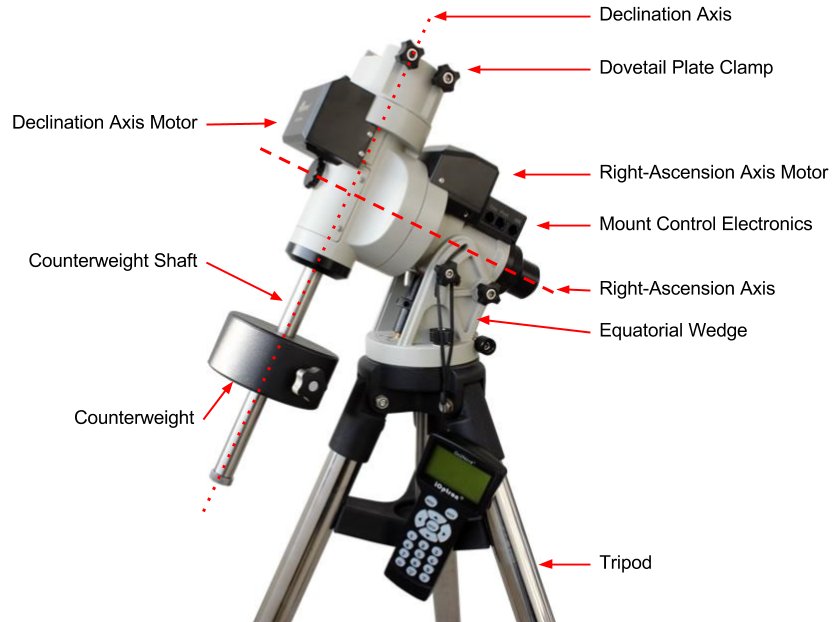 Declination Axis
Dovetail Plate Clamp
Declination Axis Motor
Right-Ascension Axis Motor
Mount Control Electronics
Counterweight Shaft
Right-Ascension Axis
Equatorial Wedge
Counterweight
iOptron
Tripod